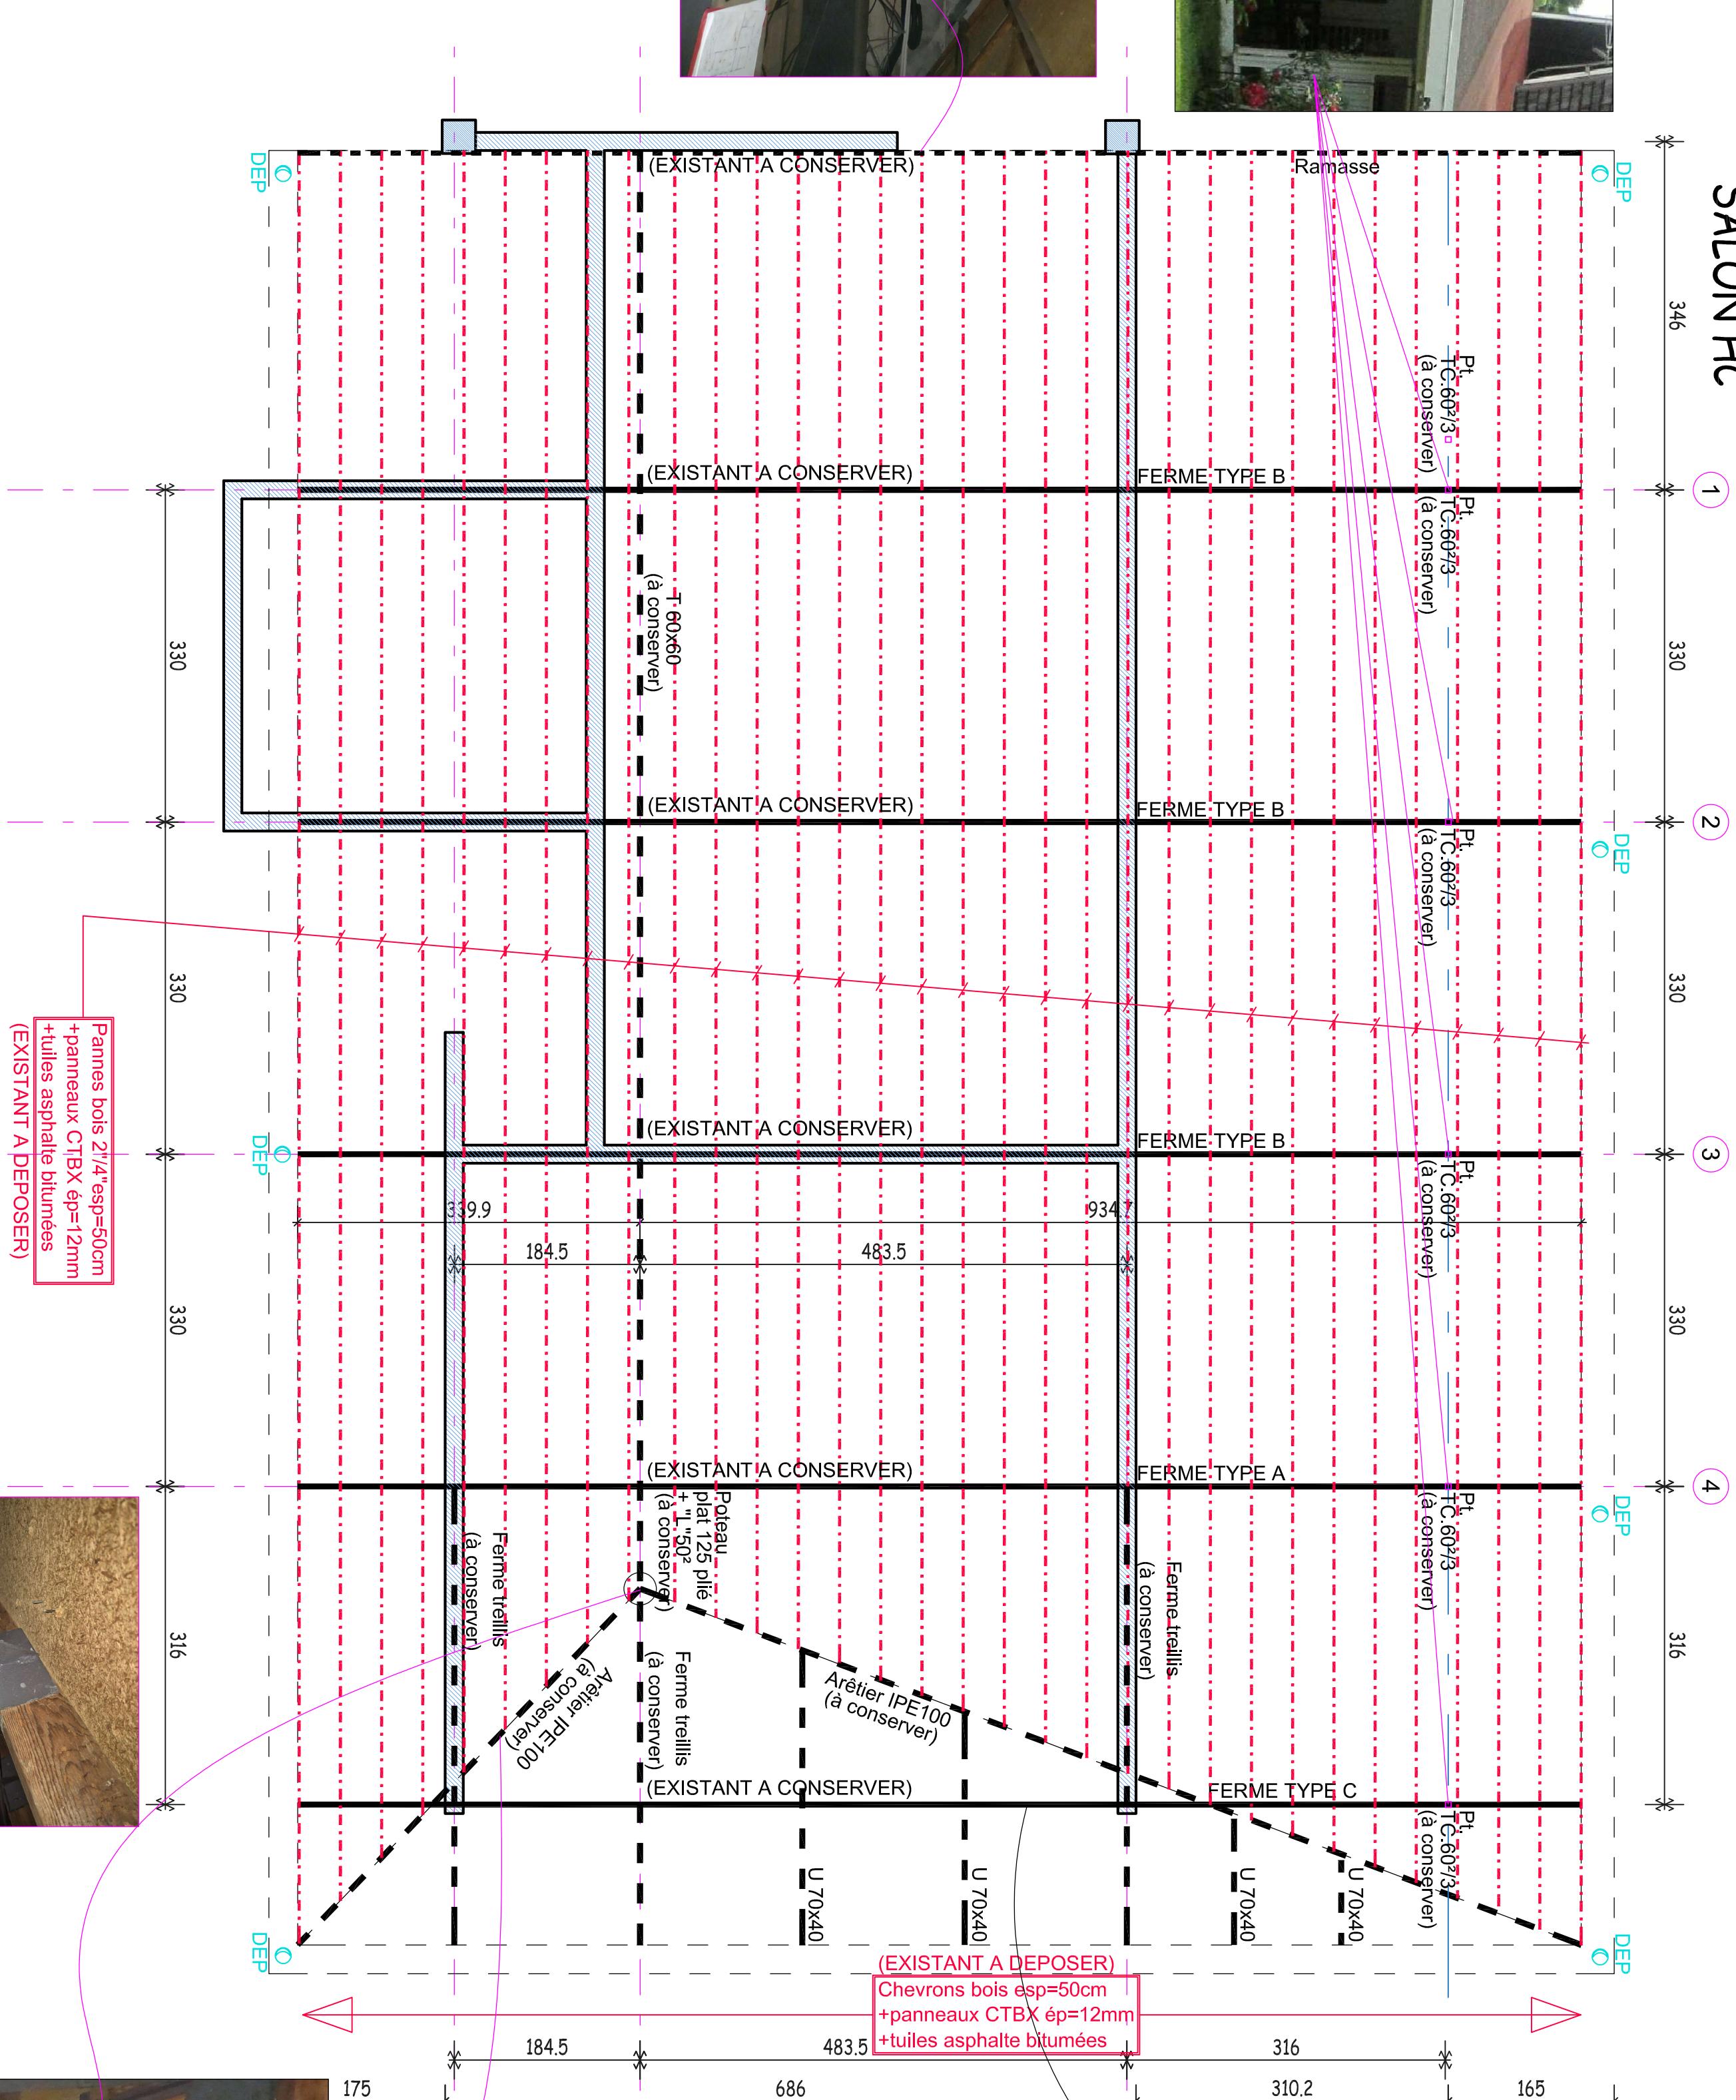 SALON HC
346
330
330
330
316
1
2
3
4
DEP
DEP
DEP
DEP
DEP
DEP
DEP
Ramasse
(EXISTANT A CONSERVER)
Pt.
TC.60²/3
(à conserver)
(EXISTANT A CONSERVER)
FERME TYPE B
Pt.
TC.60²/3
(à conserver)
T 60x60
(à conserver)
330
(EXISTANT A CONSERVER)
FERME TYPE B
Pt.
TC.60²/3
(à conserver)
330
Pannes bois 2"/4"esp=50cm
+panneaux CTBX ép=12mm
+tuiles asphalte bitumées
(EXISTANT A DEPOSER)
(EXISTANT A CONSERVER)
FERME TYPE B
Pt.
TC.60²/3
(à conserver)
339.9
934.7
184.5
483.5
330
(EXISTANT A CONSERVER)
FERME TYPE A
Pt.
TC.60²/3
(à conserver)
Poteau
plat 125 plié
+ "L"50²
(à conserver)
Ferme treillis
(à conserver)
Ferme treillis
(à conserver)
Ferme treillis
(à conserver)
Arêtier IPE100
(à conserver)
Arêtier IPE100
(à conserver)
316
(EXISTANT A CONSERVER)
FERME TYPE C
Pt.
TC.60²/3
(à conserver)
U 70x40
U 70x40
U 70x40
U 70x40
(EXISTANT A DEPOSER)
Chevrons bois esp=50cm
+panneaux CTBX ép=12mm
+tuiles asphalte bitumées
184.5
483.5
316
175
686
310.2
165